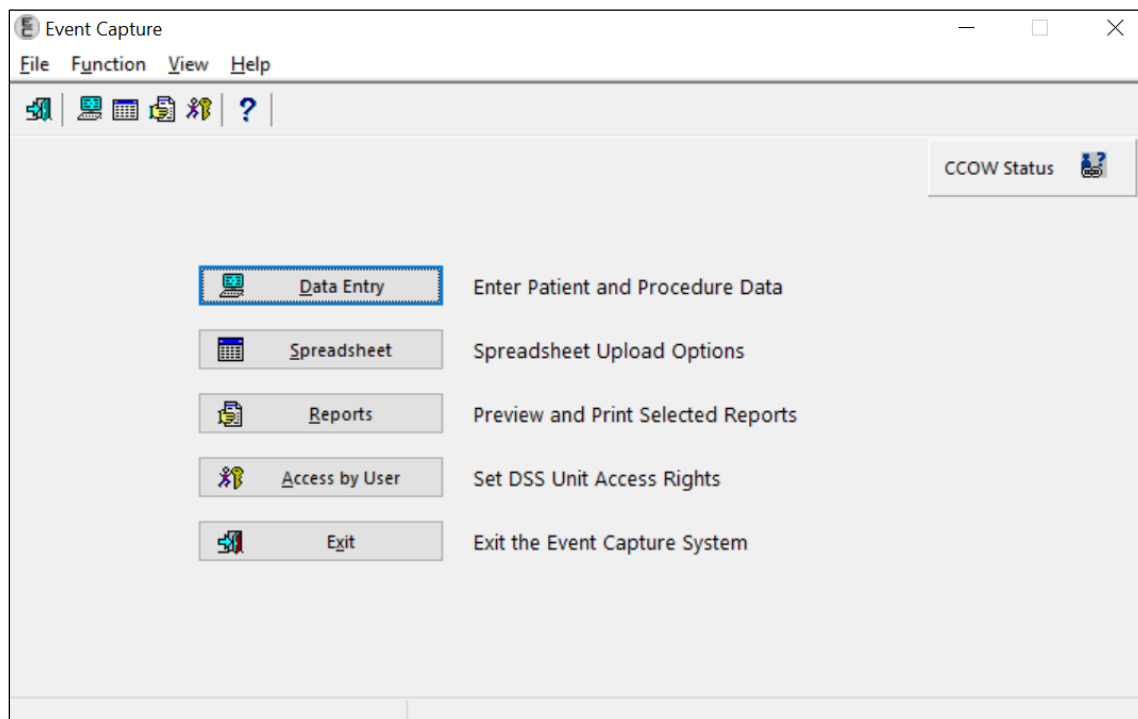 Event Capture
File Function View Help
?
CCOW Status
Data Entry Enter Patient and Procedure Data
Spreadsheet Spreadsheet Upload Options
Reports Preview and Print Selected Reports
Access by User Set DSS Unit Access Rights
Exit Exit the Event Capture System